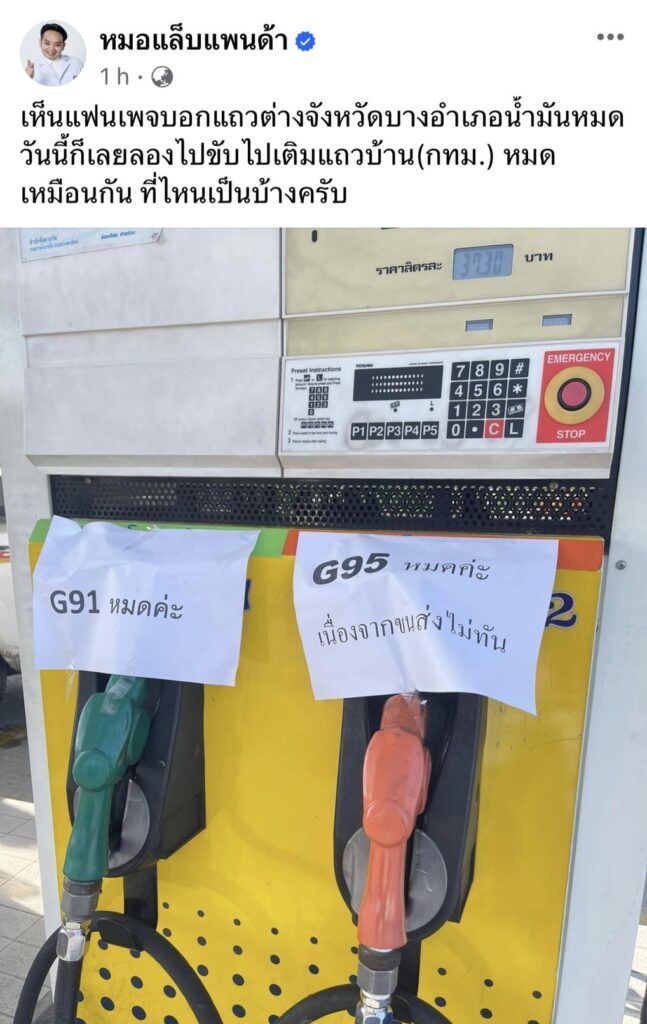 หมอแล็บแพนด้า
1 h ·
เห็นแฟนเพจบอกแถวต่างจังหวัดบางอำเภอน้ำมันหมด
วันนี้ก็เลยลองไปขับไปเติมแถวบ้าน(กทม.) หมด
เหมือนกัน ที่ไหนเป็นบ้างครับ
ราคาลิตรละ 37.30 บาท
Preset Instructions
EMERGENCY
7 8 9 #
4 5 6 *
1 2 3
0 • C L
P1 P2 P3 P4 P5
STOP
G91 หมดค่ะ
G95 หมดค่ะ
เนื่องจากขนส่งไม่ทัน
2